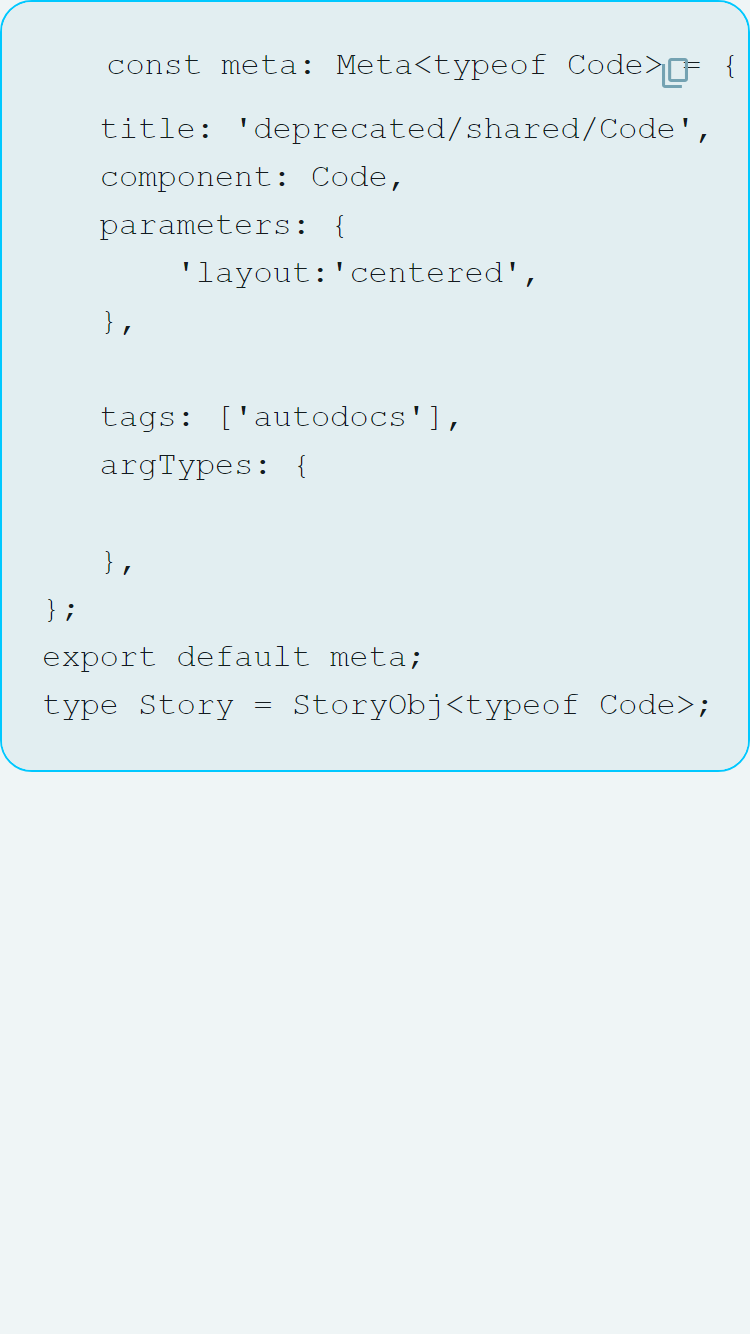 const meta: Meta<typeof Code> = {
title: 'deprecated/shared/Code',
component: Code,
parameters: {
'layout:'centered',
},
tags: ['autodocs'],
argTypes: {
},
};
export default meta;
type Story = StoryObj<typeof Code>;